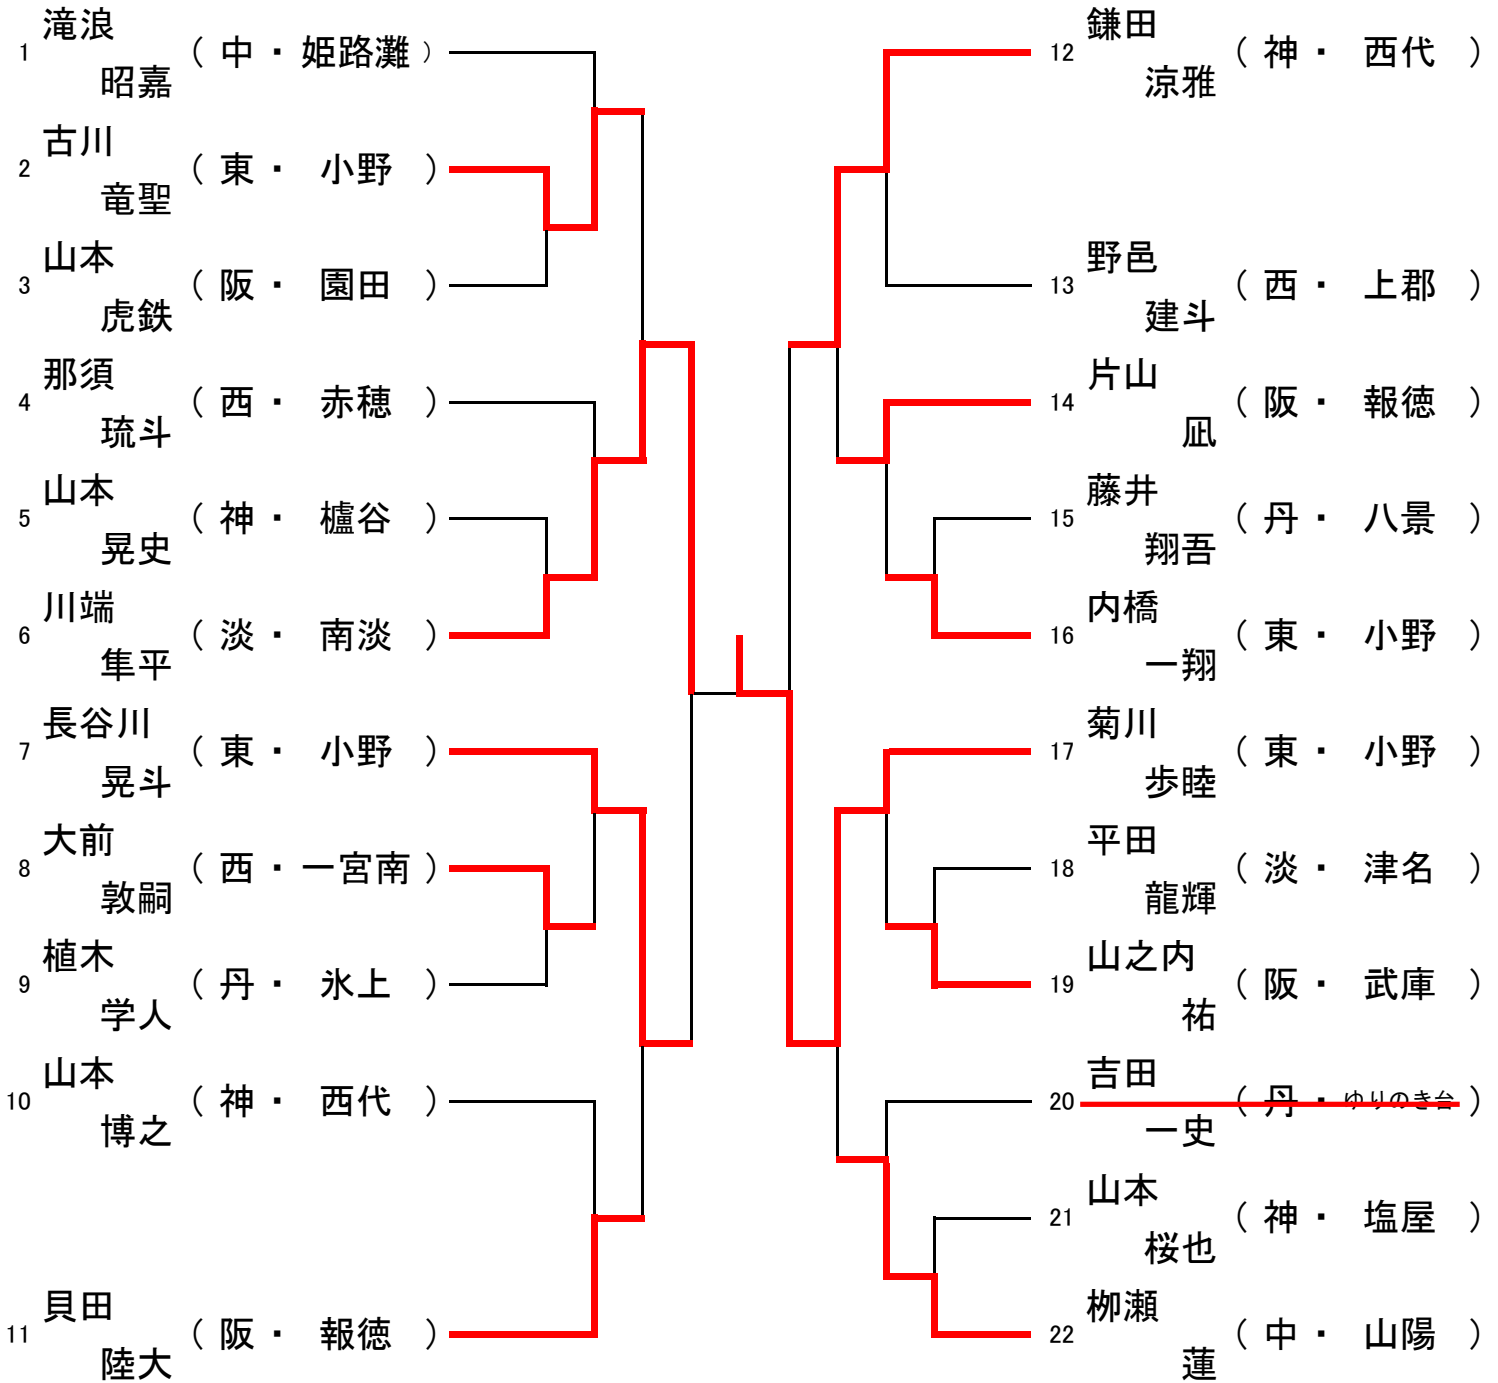 滝浪
1 （ 中 ・ 姫路灘 ）
昭嘉
古川
2 （ 東 ・ 小野 ）
竜聖
山本
3 （ 阪 ・ 園田 ）
虎鉄
那須
4 （ 西 ・ 赤穂 ）
琉斗
山本
5 （ 神 ・ 櫨谷 ）
晃史
川端
6 （ 淡 ・ 南淡 ）
隼平
長谷川
7 （ 東 ・ 小野 ）
晃斗
大前
8 （ 西 ・ 一宮南 ）
敦嗣
植木
9 （ 丹 ・ 氷上 ）
学人
山本
10 （ 神 ・ 西代 ）
博之
貝田
11 （ 阪 ・ 報徳 ）
陸大
鎌田
12 （ 神 ・ 西代 ）
涼雅
野邑
13 （ 西 ・ 上郡 ）
建斗
片山
14 （ 阪 ・ 報徳 ）
凪
藤井
15 （ 丹 ・ 八景 ）
翔吾
内橋
16 （ 東 ・ 小野 ）
一翔
菊川
17 （ 東 ・ 小野 ）
歩睦
平田
18 （ 淡 ・ 津名 ）
龍輝
山之内
19 （ 阪 ・ 武庫 ）
祐
吉田
20 （ 丹 ・ ゆりのき台 ）
一史
山本
21 （ 神 ・ 塩屋 ）
桜也
栁瀬
22 （ 中 ・ 山陽 ）
蓮